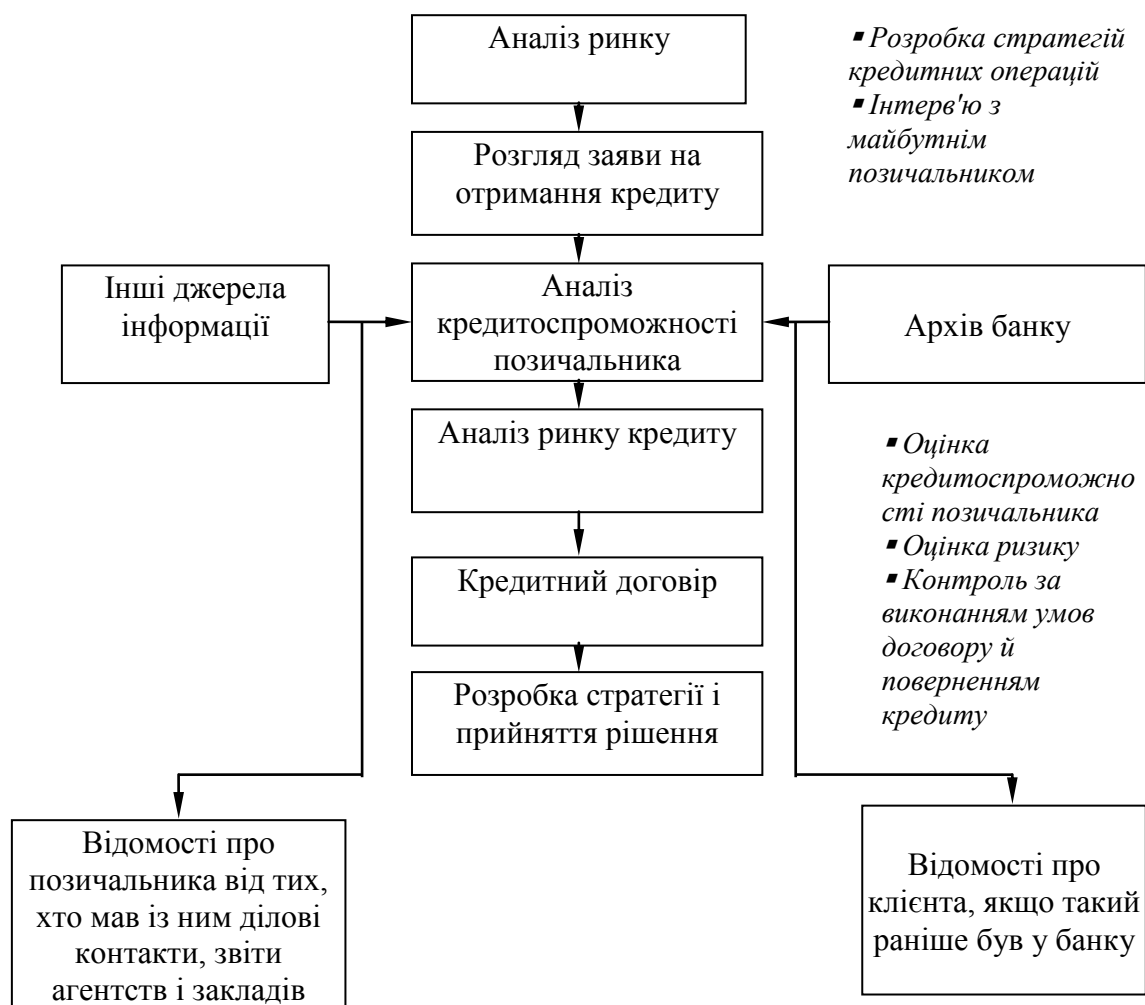 Аналіз ринку
▪ Розробка стратегій
кредитних операцій
▪ Інтерв'ю з
майбутнім
позичальником
Розгляд заяви на
отримання кредиту
Інші джерела
інформації
Аналіз
кредитоспроможності
позичальника
Архів банку
Аналіз ринку кредиту
▪ Оцінка
кредитоспроможно
сті позичальника
▪ Оцінка ризику
▪ Контроль за
виконанням умов
договору й
поверненням
кредиту
Кредитний договір
Розробка стратегії і
прийняття рішення
Відомості про
позичальника від тих,
хто мав із ним ділові
контакти, звіти
агентств і закладів
Відомості про
клієнта, якщо такий
раніше був у банку